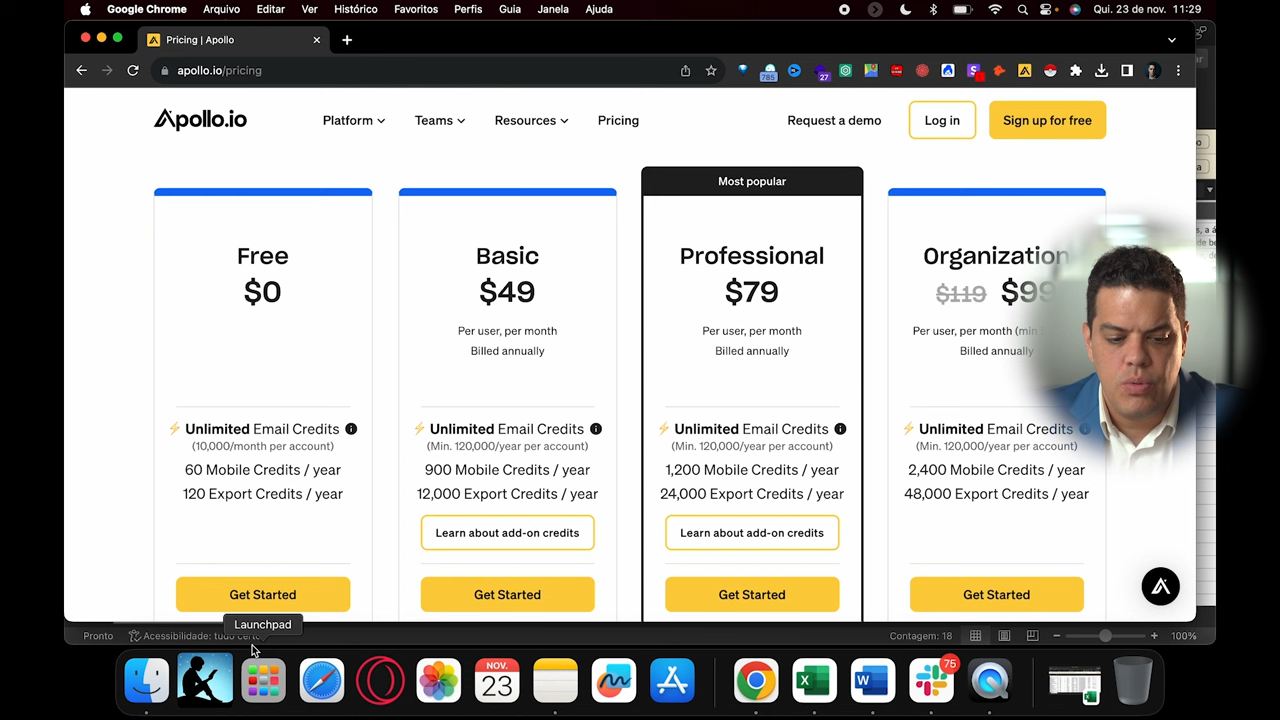 Google Chrome Arquivo Editar Ver Histórico Favoritos Perfis Guia Janela Ajuda Qui. 23 de nov. 11:29
Pricing | Apollo
apollo.io/pricing
785
27
Apollo.io
Platform Teams Resources Pricing Request a demo Log in Sign up for free
Most popular
Free Basic Professional Organization
$0 $49 $79 $119 $99
Per user, per month Per user, per month Per user, per month (min
Billed annually Billed annually Billed annually
Unlimited Email Credits Unlimited Email Credits Unlimited Email Credits Unlimited Email Credits
(10,000/month per account) (Min. 120,000/year per account) (Min. 120,000/year per account) (Min. 120,000/year per account)
60 Mobile Credits / year 900 Mobile Credits / year 1,200 Mobile Credits / year 2,400 Mobile Credits / year
120 Export Credits / year 12,000 Export Credits / year 24,000 Export Credits / year 48,000 Export Credits / year
Learn about add-on credits Learn about add-on credits
Get Started Get Started Get Started Get Started
Launchpad
Pronto Acessibilidade: tudo certo Contagem: 18 100%
NOV.
23
75